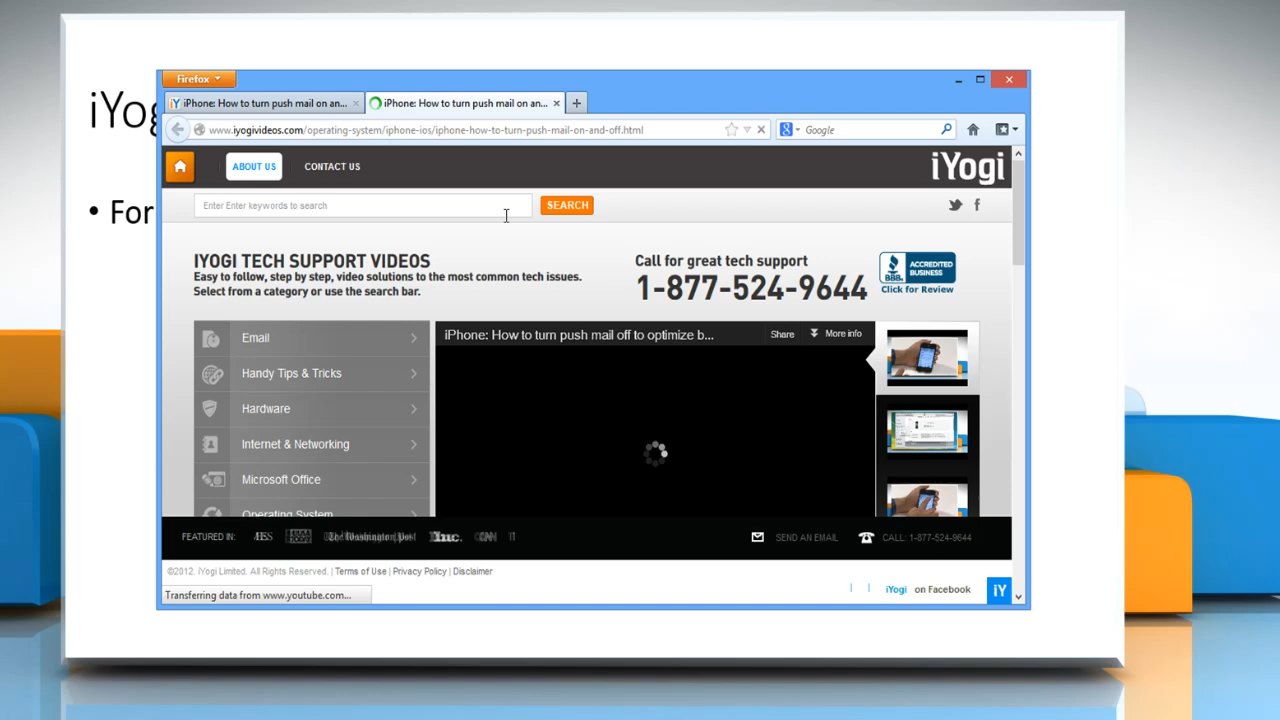 iYog
• For
Firefox
iPhone: How to turn push mail on an...
iPhone: How to turn push mail on an...
www.iyogivideos.com/operating-system/iphone-ios/iphone-how-to-turn-push-mail-on-and-off.html
Google
ABOUT US
CONTACT US
iYogi
Enter Enter keywords to search
SEARCH
IYOGI TECH SUPPORT VIDEOS
Easy to follow, step by step, video solutions to the most common tech issues.
Select from a category or use the search bar.
Call for great tech support
1-877-524-9644
BBB
ACCREDITED
BUSINESS
Click for Review
Email
Handy Tips & Tricks
Hardware
Internet & Networking
Microsoft Office
Operating System
iPhone: How to turn push mail off to optimize b...
Share
More info
FEATURED IN:
The Washington Post
Inc.
SEND AN EMAIL
CALL: 1-877-524-9644
©2012. iYogi Limited. All Rights Reserved. | Terms of Use | Privacy Policy | Disclaimer
Transferring data from www.youtube.com...
iYogi on Facebook
iY